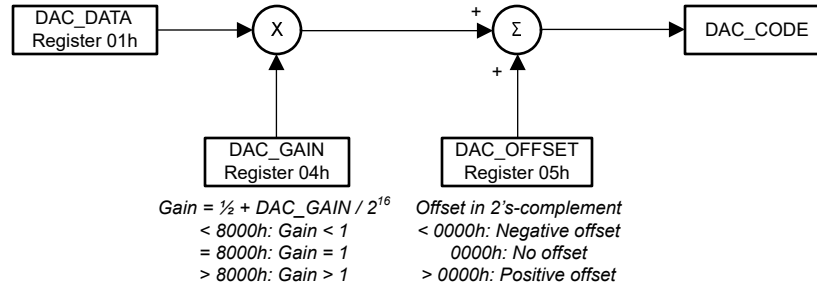 DAC_DATA
Register 01h
X
+
Σ
+
DAC_CODE
DAC_GAIN
Register 04h
Gain = ½ + DAC_GAIN / 2¹⁶
< 8000h: Gain < 1
= 8000h: Gain = 1
> 8000h: Gain > 1
DAC_OFFSET
Register 05h
Offset in 2's-complement
< 0000h: Negative offset
0000h: No offset
> 0000h: Positive offset